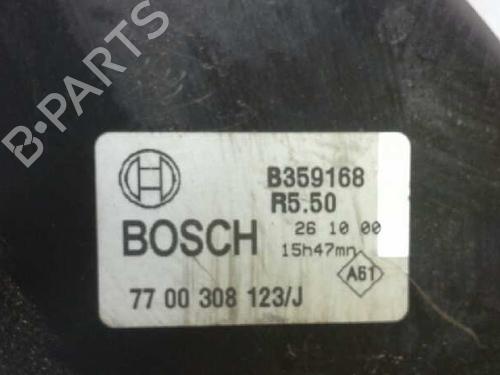 B-PARTS
B359168
R5.50
BOSCH
26 10 00
15h47mn
A61
77 00 308 123/J